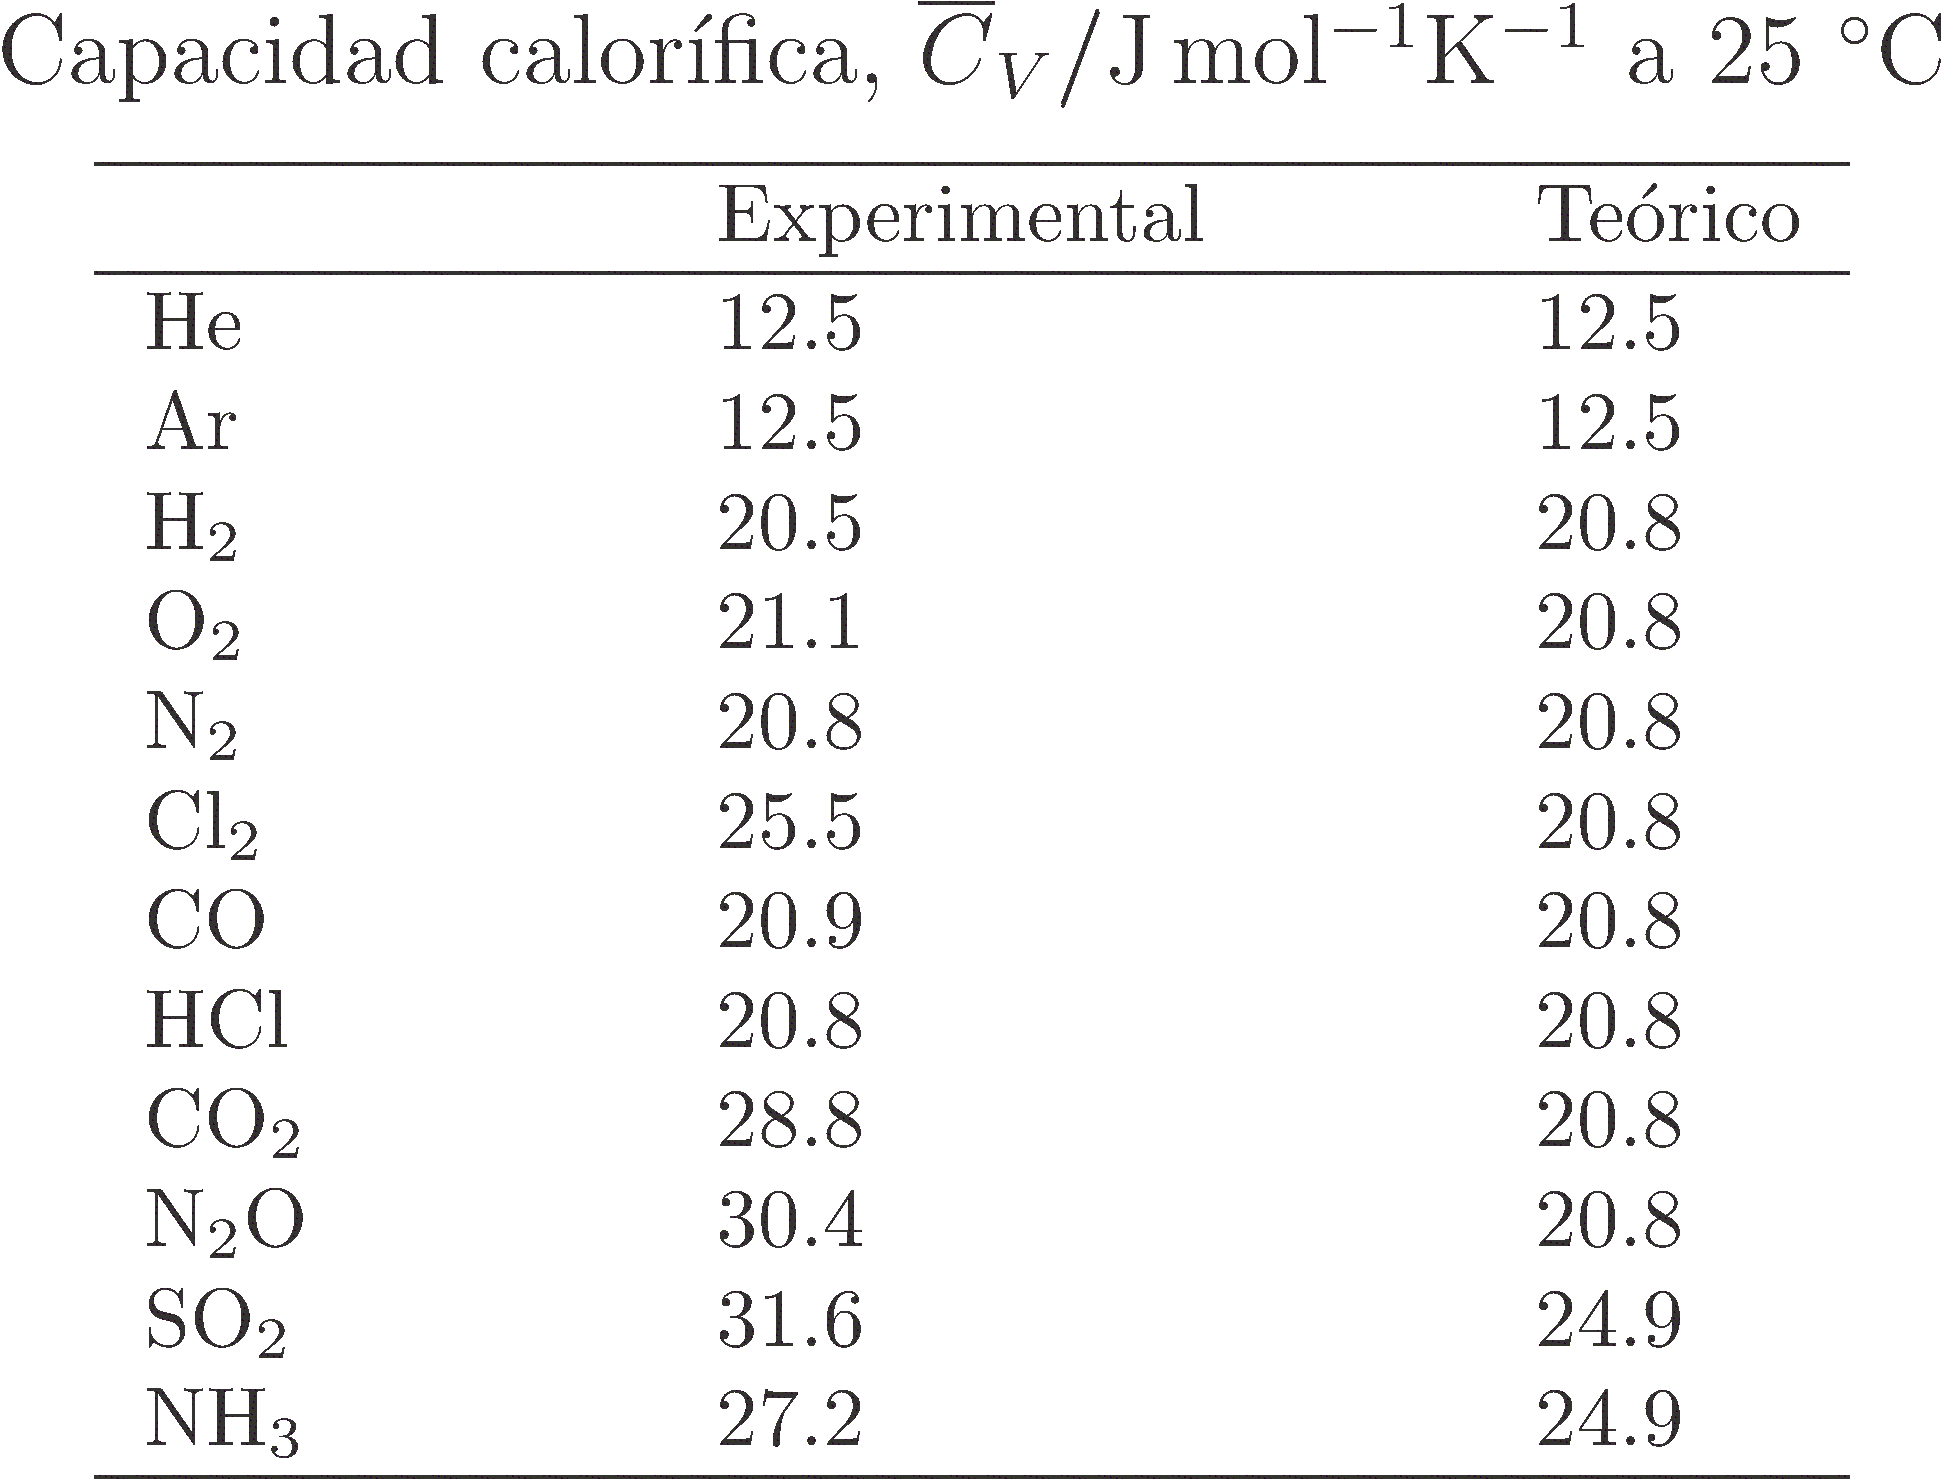 Capacidad calorífica, C̅_V/J mol⁻¹K⁻¹ a 25 °C
Experimental Teórico
He 12.5 12.5
Ar 12.5 12.5
H₂ 20.5 20.8
O₂ 21.1 20.8
N₂ 20.8 20.8
Cl₂ 25.5 20.8
CO 20.9 20.8
HCl 20.8 20.8
CO₂ 28.8 20.8
N₂O 30.4 20.8
SO₂ 31.6 24.9
NH₃ 27.2 24.9